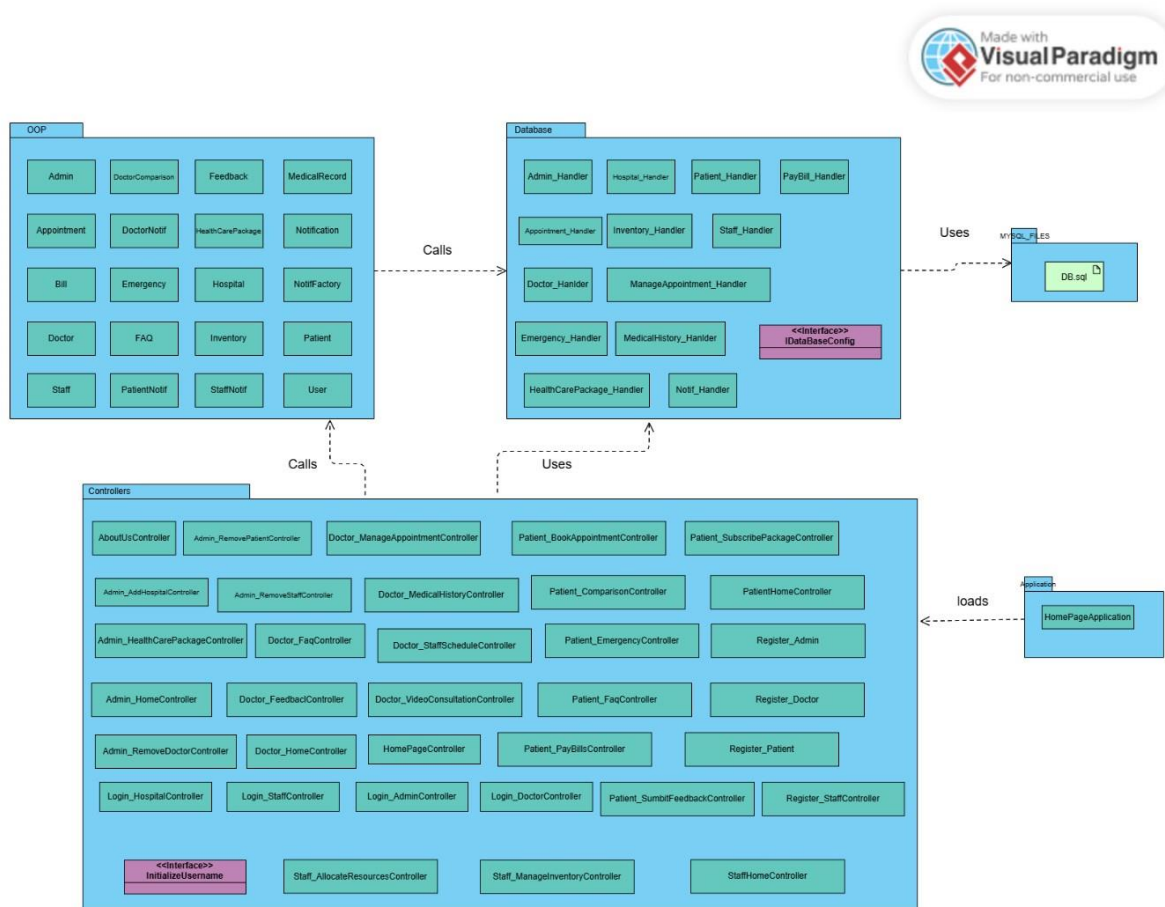 Made with
Visual Paradigm
For non-commercial use
OOP
Admin
DoctorComparison
Feedback
MedicalRecord
Appointment
DoctorNotif
HealthCarePackage
Notification
Bill
Emergency
Hospital
NotifFactory
Doctor
FAQ
Inventory
Patient
Staff
PatientNotif
StaffNotif
User
Calls
Database
Admin_Handler
Hospital_Handler
Patient_Handler
PayBill_Handler
Appointment_Handler
Inventory_Handler
Staff_Handler
Doctor_Hanlder
ManageAppointment_Handler
Emergency_Handler
MedicalHistory_Hanlder
<<Interface>>
IDataBaseConfig
HealthCarePackage_Handler
Notif_Handler
Uses
MYSQL_FILES
DB.sql
Calls
Uses
Controllers
AboutUsController
Admin_RemovePatientController
Doctor_ManageAppointmentController
Patient_BookAppointmentController
Patient_SubscribePackageController
Admin_AddHospitalController
Admin_RemoveStaffController
Doctor_MedicalHistoryController
Patient_ComparisonController
PatientHomeController
Admin_HealthCarePackageController
Doctor_FaqController
Doctor_StaffScheduleController
Patient_EmergencyController
Register_Admin
Admin_HomeController
Doctor_FeedbaclController
Doctor_VideoConsultationController
Patient_FaqController
Register_Doctor
Admin_RemoveDoctorController
Doctor_HomeController
HomePageController
Patient_PayBillsController
Register_Patient
Login_HospitalController
Login_StaffController
Login_AdminController
Login_DoctorController
Patient_SumbitFeedbackController
Register_StaffController
<<Interface>>
InitializeUsername
Staff_AllocateResourcesController
Staff_ManageInventoryController
StaffHomeController
loads
Application
HomePageApplication